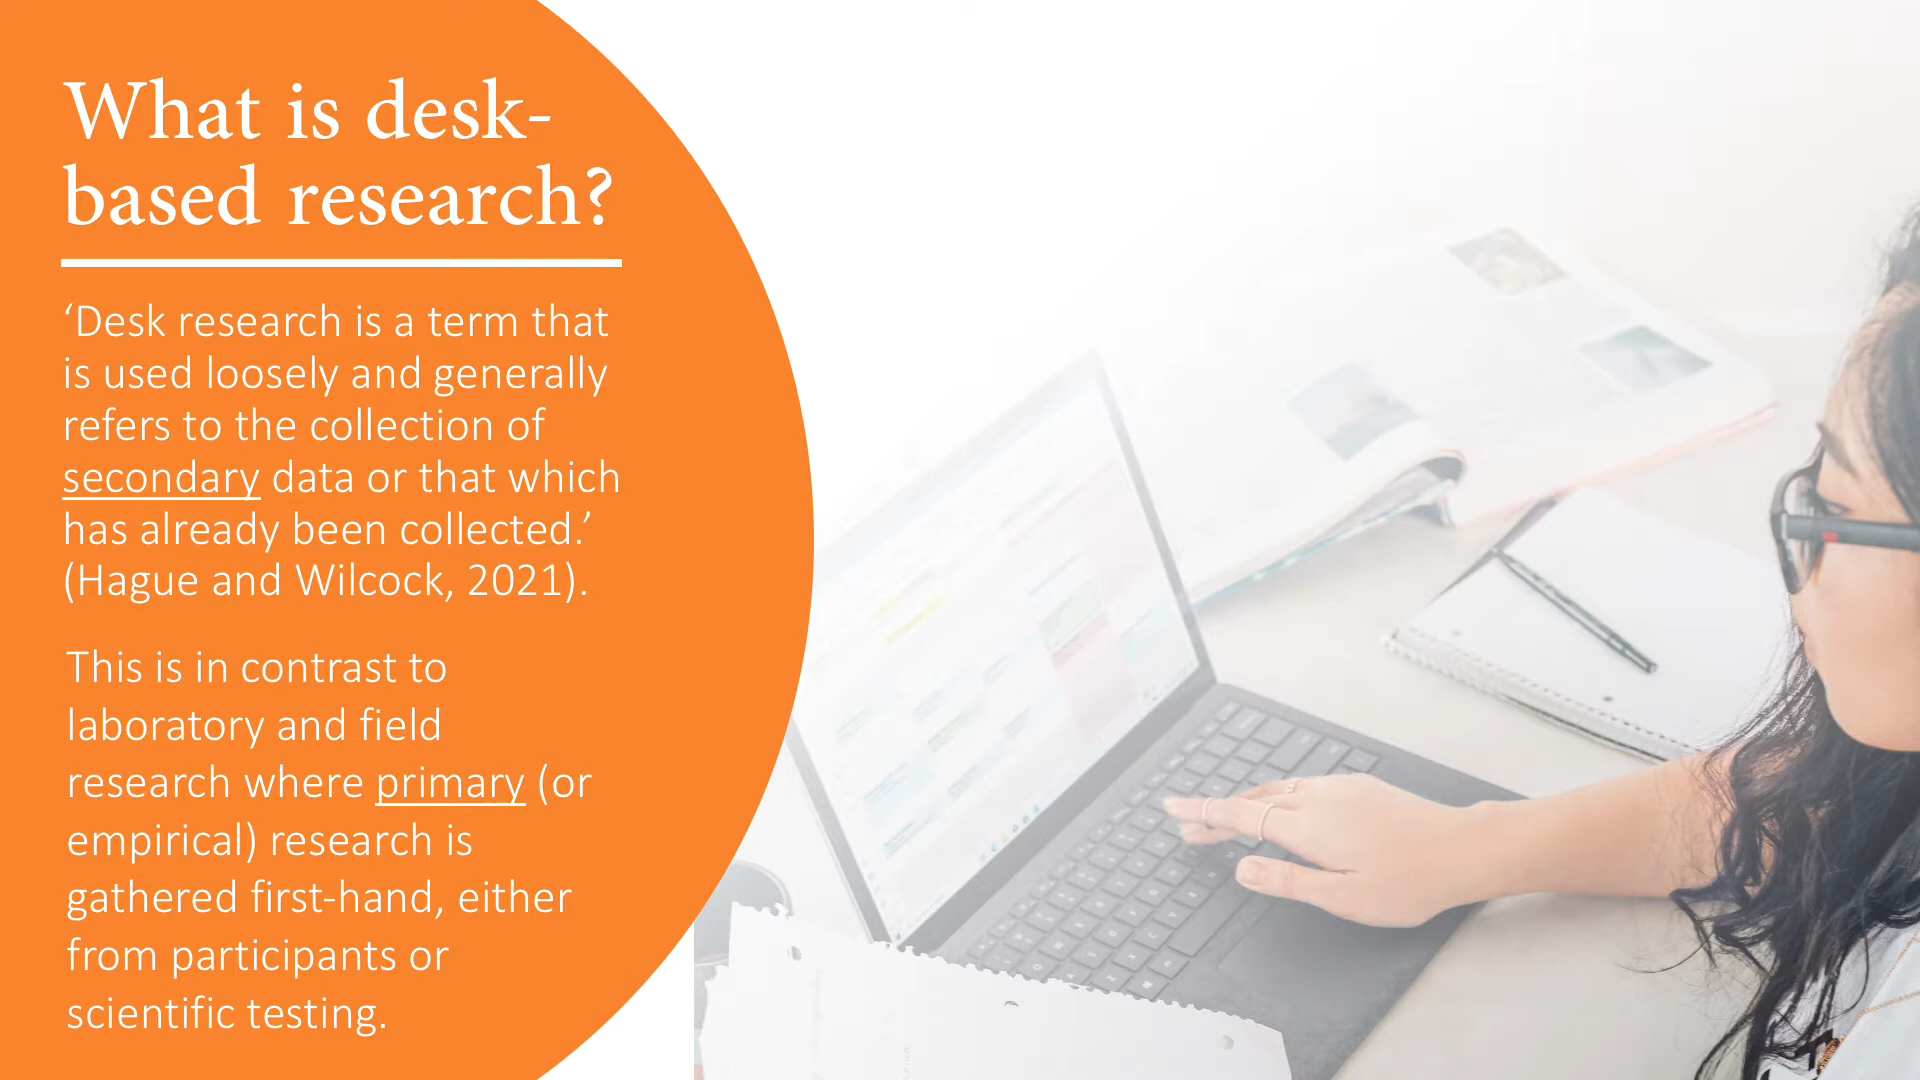 What is desk-
based research?
‘Desk research is a term that
is used loosely and generally
refers to the collection of
secondary data or that which
has already been collected.’
(Hague and Wilcock, 2021).
This is in contrast to
laboratory and field
research where primary (or
empirical) research is
gathered first-hand, either
from participants or
scientific testing.